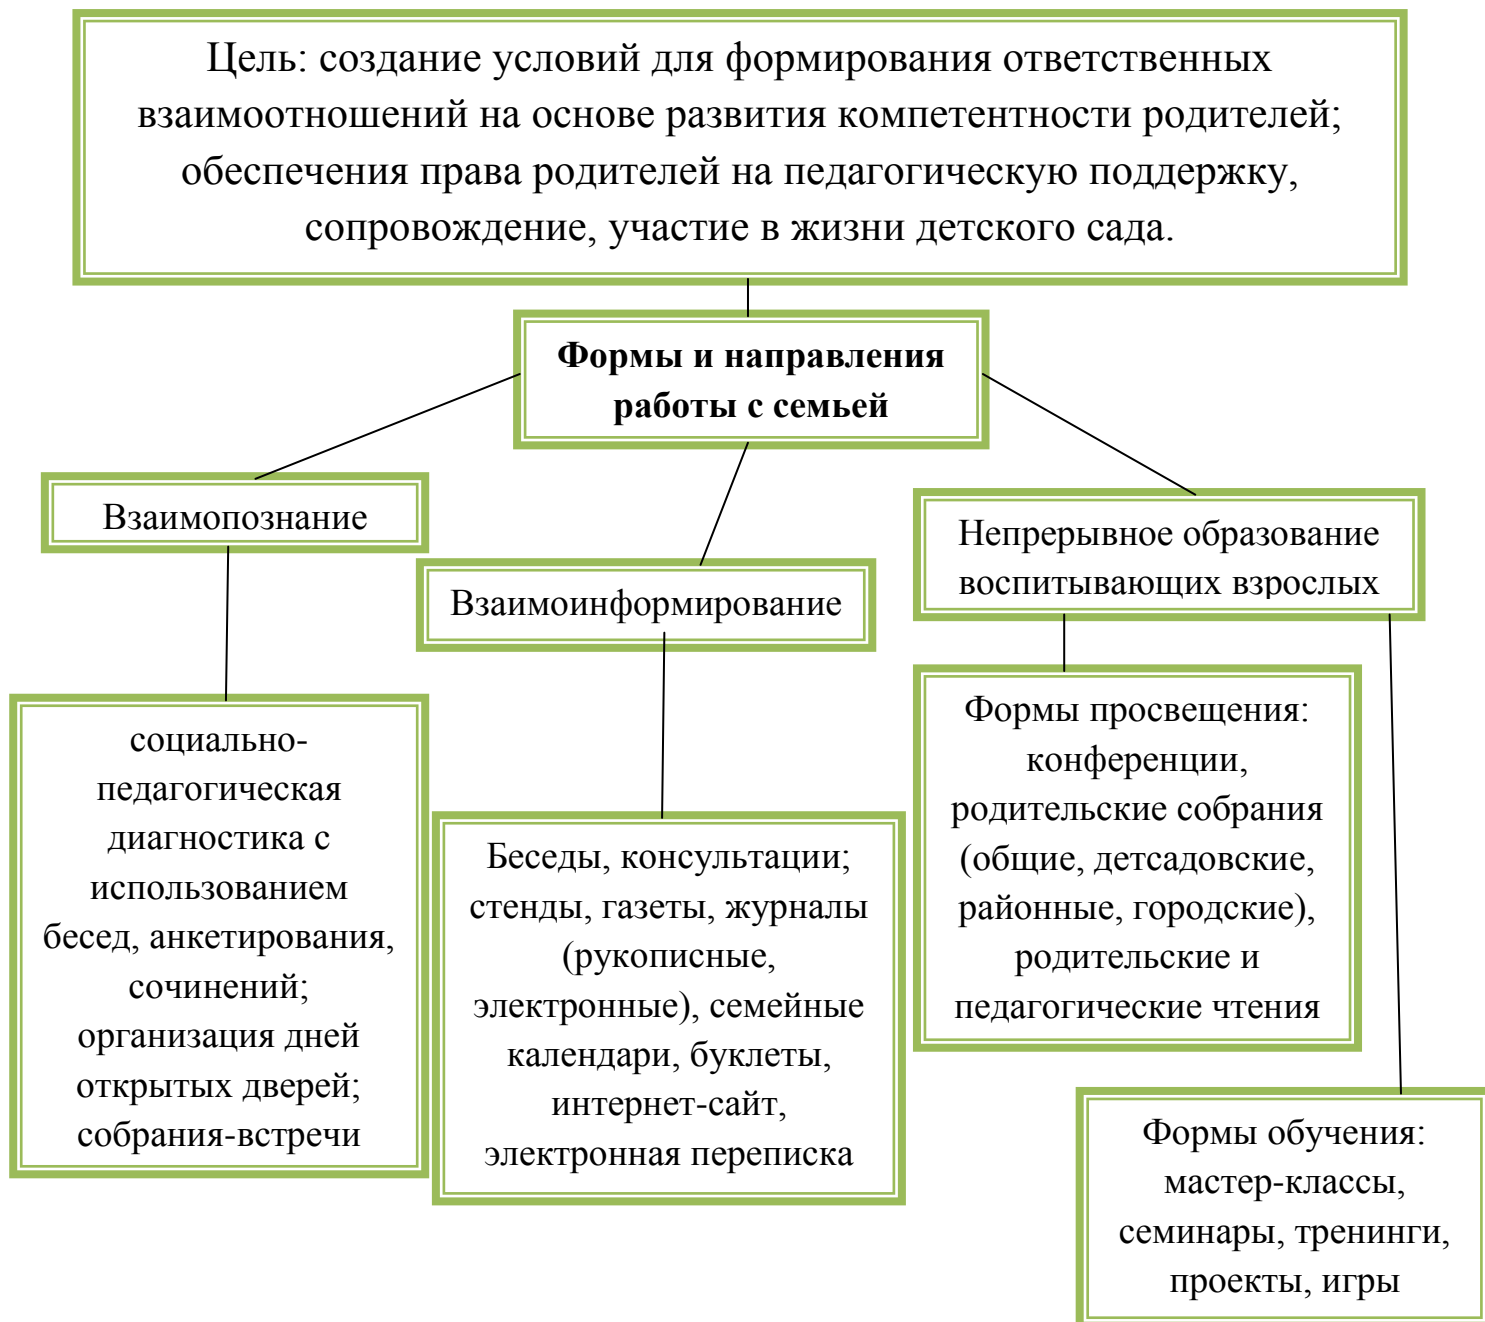 Цель: создание условий для формирования ответственных
взаимоотношений на основе развития компетентности родителей;
обеспечения права родителей на педагогическую поддержку,
сопровождение, участие в жизни детского сада.
Формы и направления
работы с семьей
Взаимопознание
Взаимоинформирование
Непрерывное образование
воспитывающих взрослых
социально-
педагогическая
диагностика с
использованием
бесед, анкетирования,
сочинений;
организация дней
открытых дверей;
собрания-встречи
Беседы, консультации;
стенды, газеты, журналы
(рукописные,
электронные), семейные
календари, буклеты,
интернет-сайт,
электронная переписка
Формы просвещения:
конференции,
родительские собрания
(общие, детсадовские,
районные, городские),
родительские и
педагогические чтения
Формы обучения:
мастер-классы,
семинары, тренинги,
проекты, игры